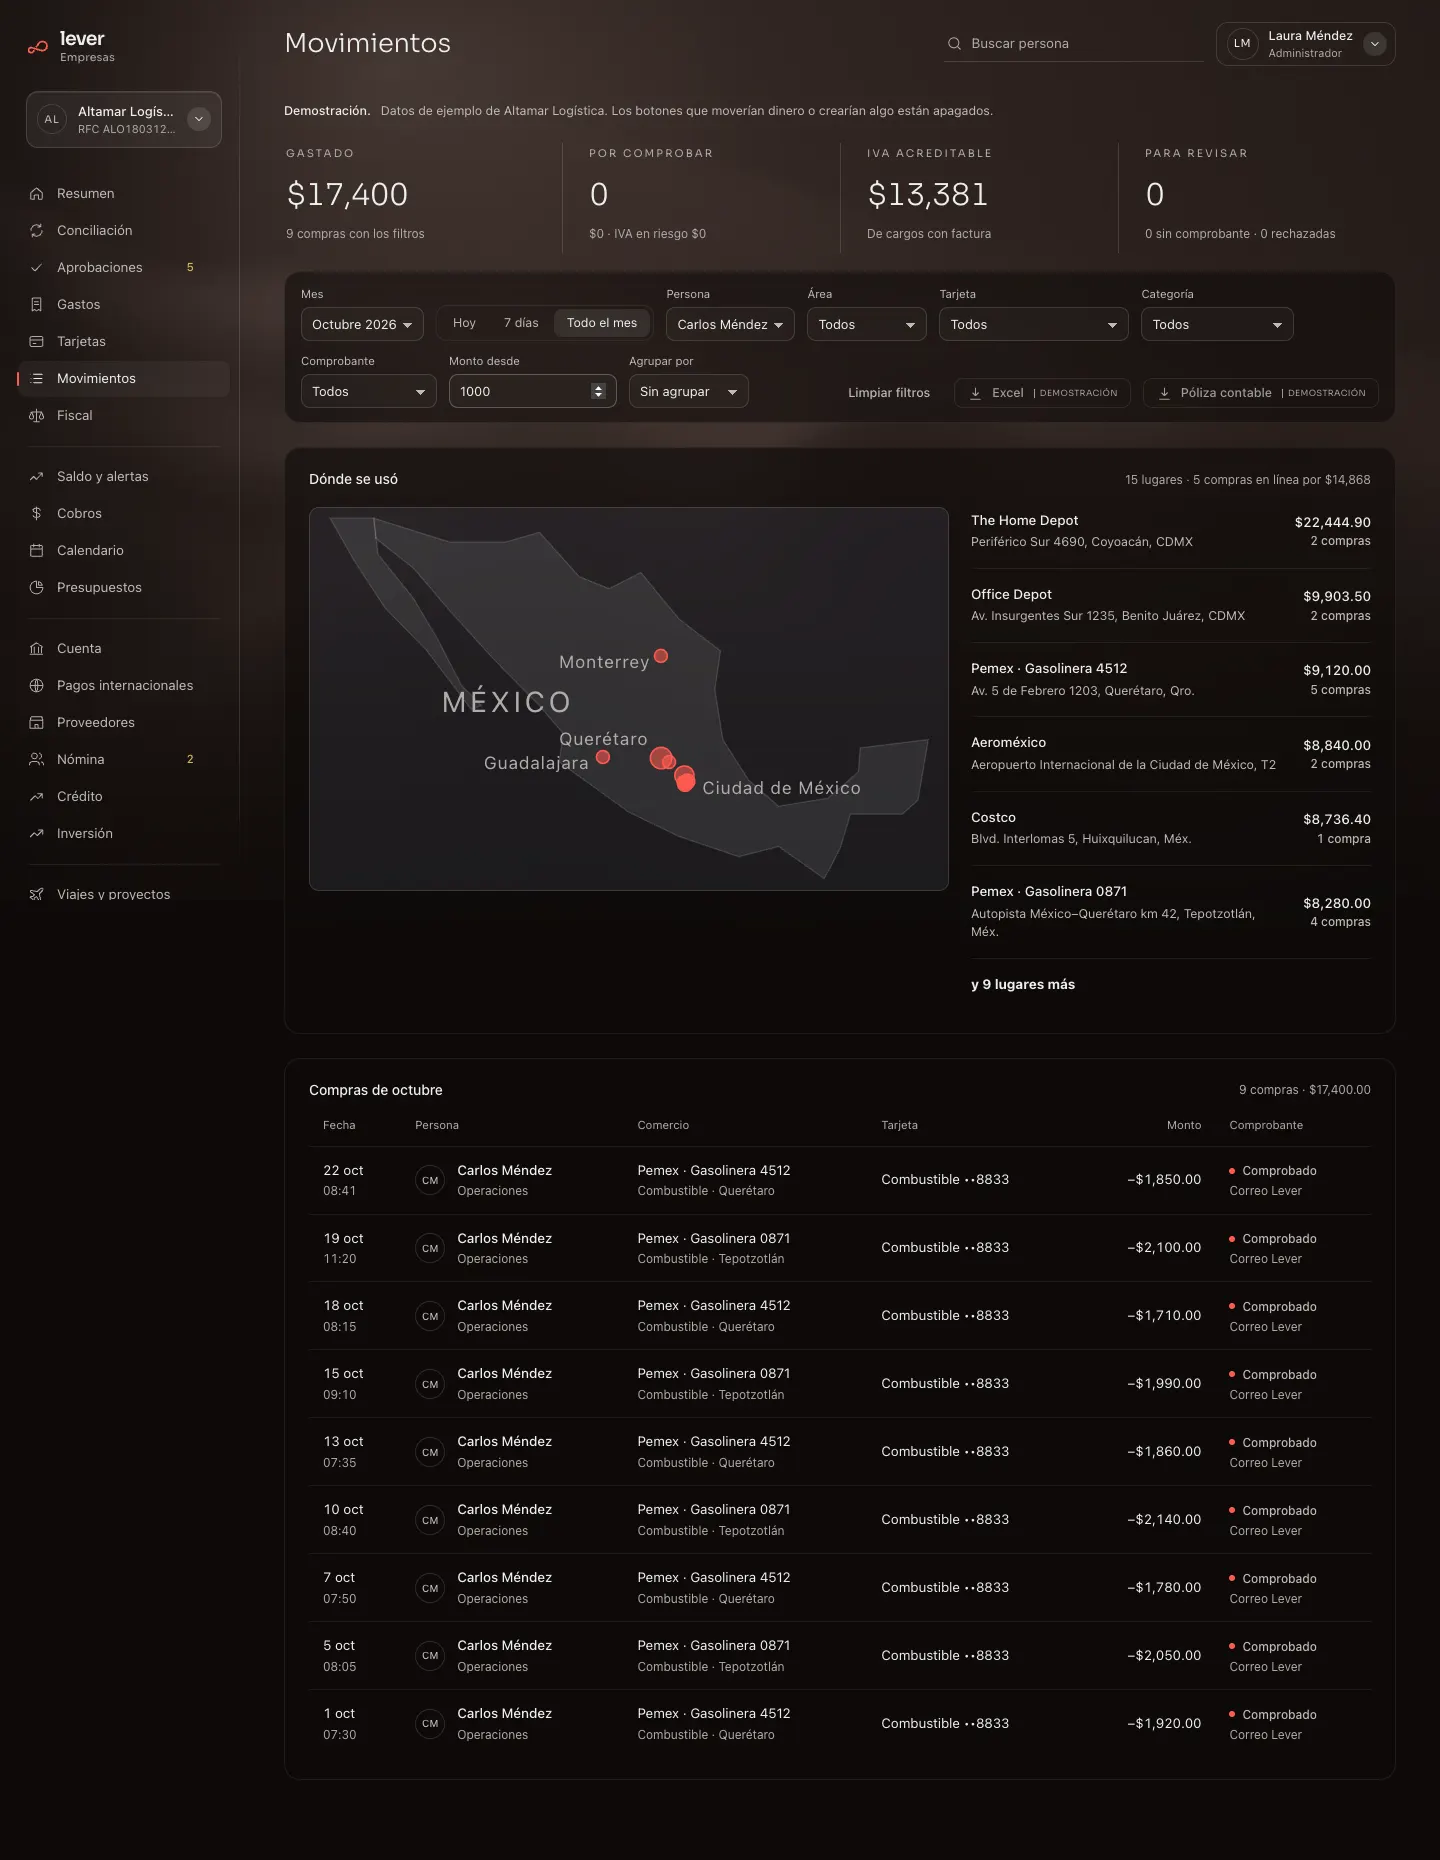 lever
Empresas
AL
Altamar Logís...
RFC ALO180312...
Resumen
Conciliación
Aprobaciones 5
Gastos
Tarjetas
Movimientos
Fiscal
Saldo y alertas
Cobros
Calendario
Presupuestos
Cuenta
Pagos internacionales
Proveedores
Nómina 2
Crédito
Inversión
Viajes y proyectos
Movimientos
Buscar persona
LM
Laura Méndez
Administrador
Demostración. Datos de ejemplo de Altamar Logística. Los botones que moverían dinero o crearían algo están apagados.
GASTADO
$17,400
9 compras con los filtros
POR COMPROBAR
0
$0 · IVA en riesgo $0
IVA ACREDITABLE
$13,381
De cargos con factura
PARA REVISAR
0
0 sin comprobante · 0 rechazadas
Mes
Octubre 2026
Hoy
7 días
Todo el mes
Persona
Carlos Méndez
Área
Todos
Tarjeta
Todos
Categoría
Todos
Comprobante
Todos
Monto desde
1000
Agrupar por
Sin agrupar
Limpiar filtros
Excel | DEMOSTRACIÓN
Póliza contable | DEMOSTRACIÓN
Dónde se usó
15 lugares · 5 compras en línea por $14,868
Monterrey
MÉXICO
Querétaro
Guadalajara
Ciudad de México
The Home Depot $22,444.90
Periférico Sur 4690, Coyoacán, CDMX 2 compras
Office Depot $9,903.50
Av. Insurgentes Sur 1235, Benito Juárez, CDMX 2 compras
Pemex · Gasolinera 4512 $9,120.00
Av. 5 de Febrero 1203, Querétaro, Qro. 5 compras
Aeroméxico $8,840.00
Aeropuerto Internacional de la Ciudad de México, T2 2 compras
Costco $8,736.40
Blvd. Interlomas 5, Huixquilucan, Méx. 1 compra
Pemex · Gasolinera 0871 $8,280.00
Autopista México–Querétaro km 42, Tepotzotlán, Méx. 4 compras
y 9 lugares más
Compras de octubre
9 compras · $17,400.00
Fecha Persona Comercio Tarjeta Monto Comprobante
22 oct CM Carlos Méndez Pemex · Gasolinera 4512 Combustible ••8833 –$1,850.00 Comprobado
08:41 Operaciones Combustible · Querétaro Correo Lever
19 oct CM Carlos Méndez Pemex · Gasolinera 0871 Combustible ••8833 –$2,100.00 Comprobado
11:20 Operaciones Combustible · Tepotzotlán Correo Lever
18 oct CM Carlos Méndez Pemex · Gasolinera 4512 Combustible ••8833 –$1,710.00 Comprobado
08:15 Operaciones Combustible · Querétaro Correo Lever
15 oct CM Carlos Méndez Pemex · Gasolinera 0871 Combustible ••8833 –$1,990.00 Comprobado
09:10 Operaciones Combustible · Tepotzotlán Correo Lever
13 oct CM Carlos Méndez Pemex · Gasolinera 4512 Combustible ••8833 –$1,860.00 Comprobado
07:35 Operaciones Combustible · Querétaro Correo Lever
10 oct CM Carlos Méndez Pemex · Gasolinera 0871 Combustible ••8833 –$2,140.00 Comprobado
08:40 Operaciones Combustible · Tepotzotlán Correo Lever
7 oct CM Carlos Méndez Pemex · Gasolinera 4512 Combustible ••8833 –$1,780.00 Comprobado
07:50 Operaciones Combustible · Querétaro Correo Lever
5 oct CM Carlos Méndez Pemex · Gasolinera 0871 Combustible ••8833 –$2,050.00 Comprobado
08:05 Operaciones Combustible · Tepotzotlán Correo Lever
1 oct CM Carlos Méndez Pemex · Gasolinera 4512 Combustible ••8833 –$1,920.00 Comprobado
07:30 Operaciones Combustible · Querétaro Correo Lever